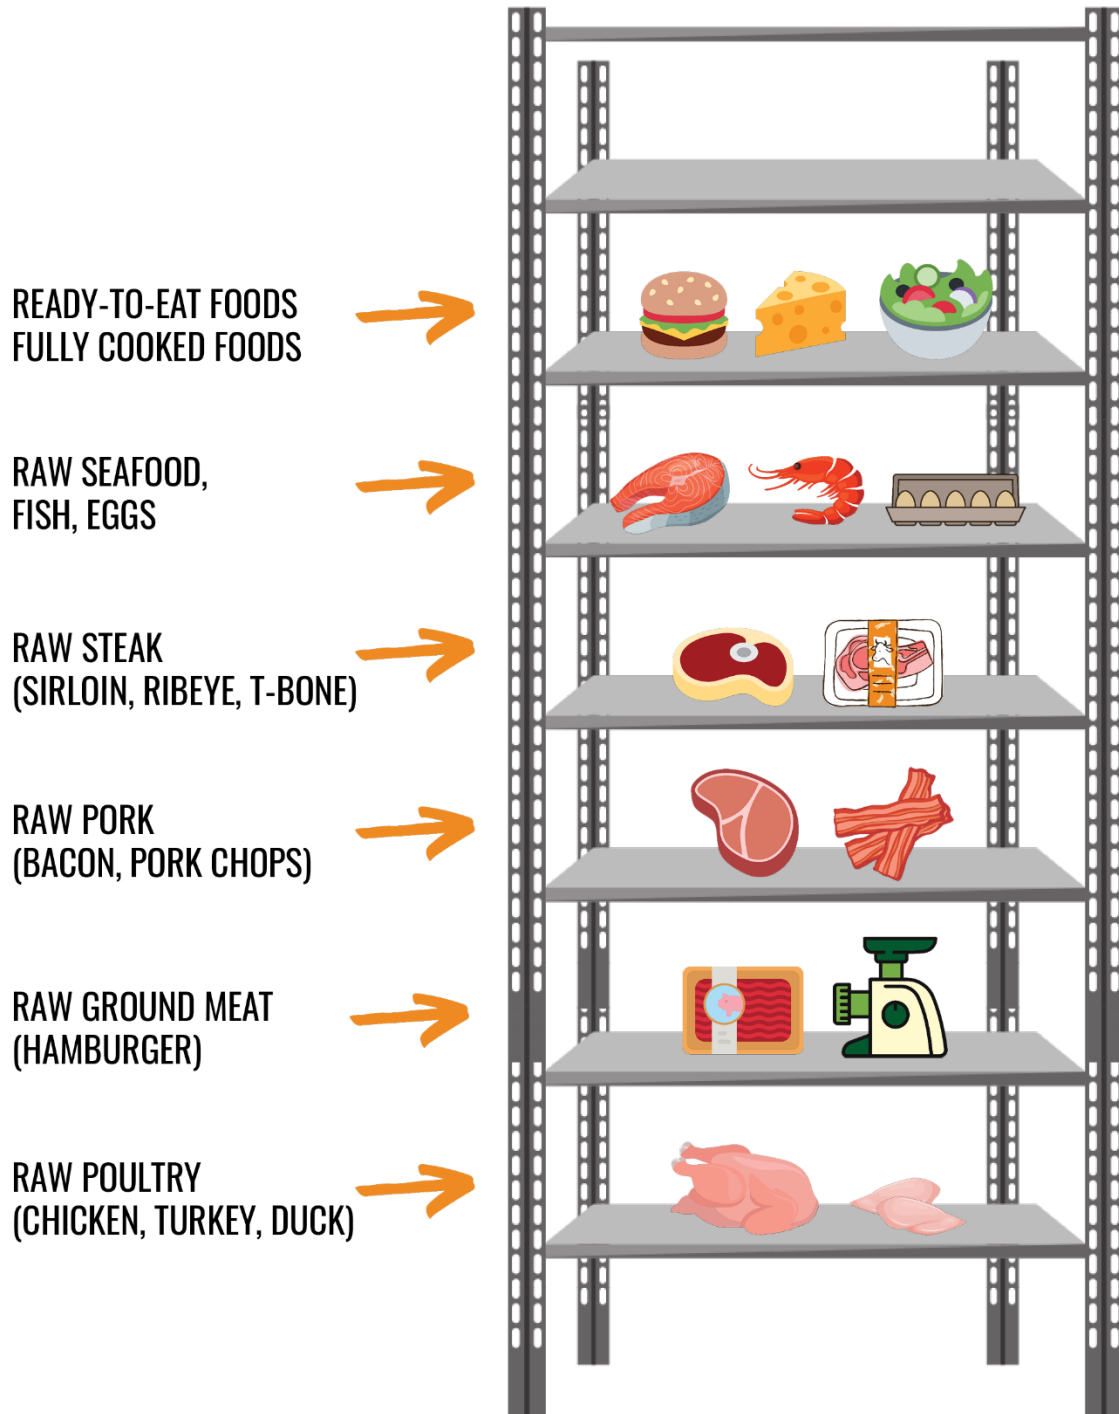 READY-TO-EAT FOODS
FULLY COOKED FOODS
RAW SEAFOOD,
FISH, EGGS
RAW STEAK
(SIRLOIN, RIBEYE, T-BONE)
RAW PORK
(BACON, PORK CHOPS)
RAW GROUND MEAT
(HAMBURGER)
RAW POULTRY
(CHICKEN, TURKEY, DUCK)